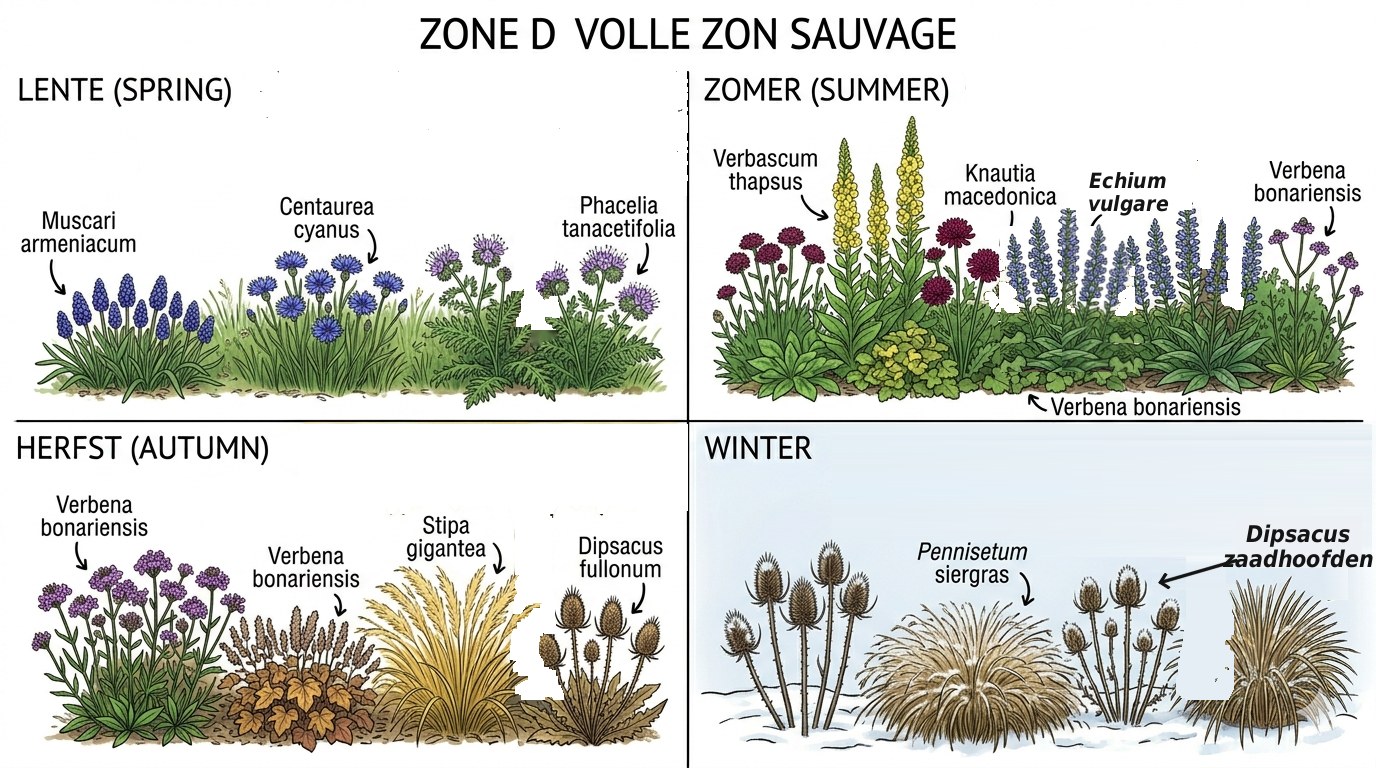 ZONE D VOLLE ZON SAUVAGE
LENTE (SPRING)
Muscari
armeniacum
Centaurea
cyanus
Phacelia
tanacetifolia
ZOMER (SUMMER)
Verbascum
thapsus
Knautia
macedonica
Echium
vulgare
Verbena
bonariensis
Verbena bonariensis
HERFST (AUTUMN)
Verbena
bonariensis
Verbena
bonariensis
Stipa
gigantea
Dipsacus
fullonum
WINTER
Pennisetum
siergras
Dipsacus
zaadhoofden